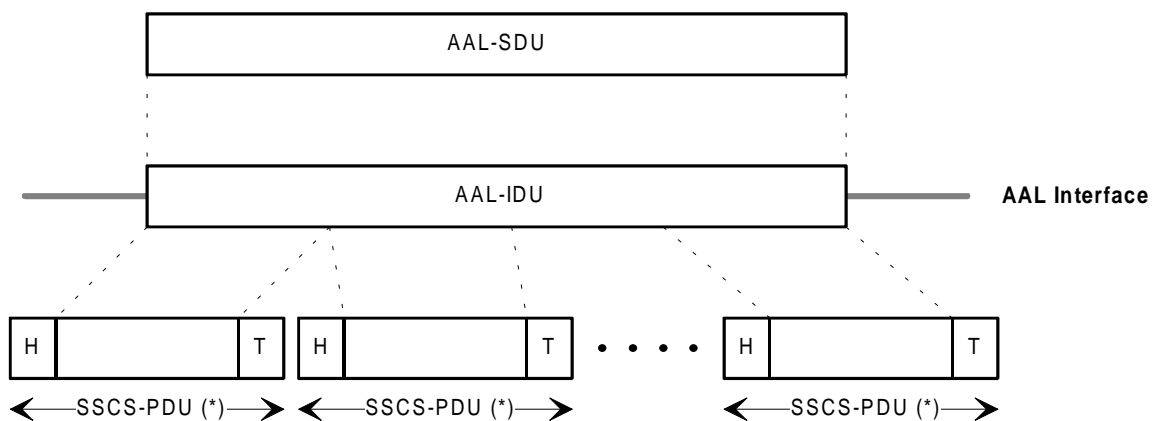 AAL-SDU
AAL-IDU
AAL Interface
H T H T H T
SSCS-PDU (*) SSCS-PDU (*) SSCS-PDU (*)